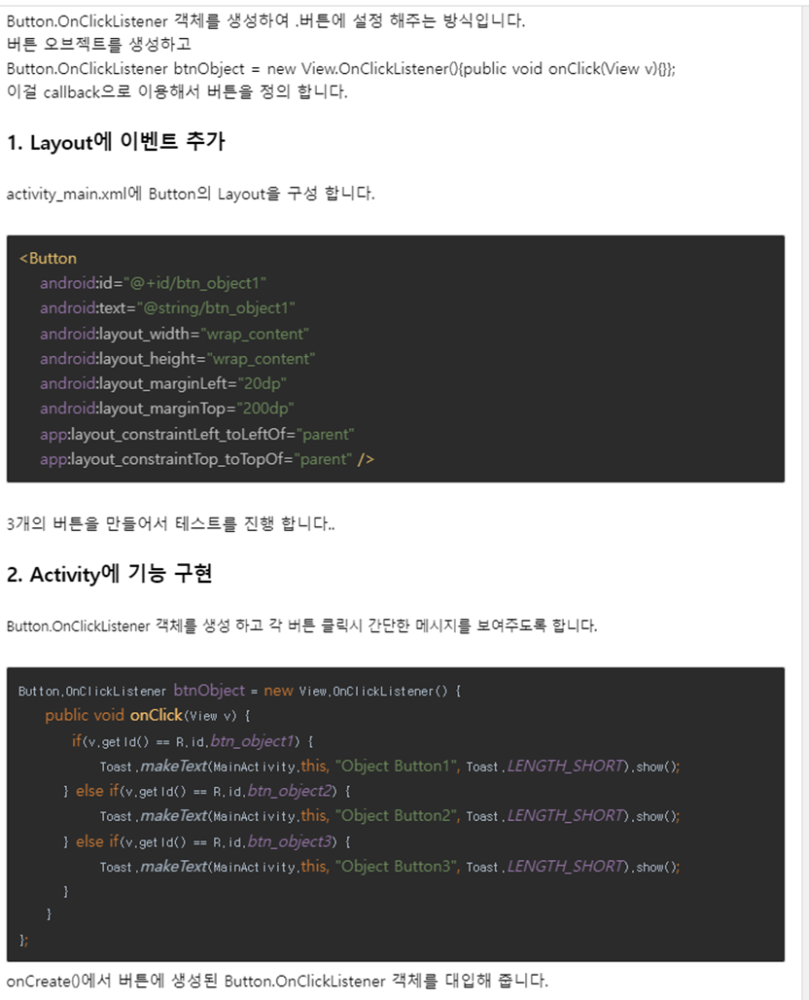 Button.OnClickListener 객체를 생성하여 .버튼에 설정 해주는 방식입니다.
버튼 오브젝트를 생성하고
Button.OnClickListener btnObject = new View.OnClickListener(){public void onClick(View v){}};
이걸 callback으로 이용해서 버튼을 정의 합니다.
1. Layout에 이벤트 추가
activity_main.xml에 Button의 Layout을 구성 합니다.
<Button
android:id="@+id/btn_object1"
android:text="@string/btn_object1"
android:layout_width="wrap_content"
android:layout_height="wrap_content"
android:layout_marginLeft="20dp"
android:layout_marginTop="200dp"
app:layout_constraintLeft_toLeftOf="parent"
app:layout_constraintTop_toTopOf="parent" />
3개의 버튼을 만들어서 테스트를 진행 합니다..
2. Activity에 기능 구현
Button.OnClickListener 객체를 생성 하고 각 버튼 클릭시 간단한 메시지를 보여주도록 합니다.
Button.OnClickListener btnObject = new View.OnClickListener() {
public void onClick(View v) {
if(v.getId() == R.id.btn_object1) {
Toast.makeText(MainActivity.this, "Object Button1", Toast.LENGTH_SHORT).show();
} else if(v.getId() == R.id.btn_object2) {
Toast.makeText(MainActivity.this, "Object Button2", Toast.LENGTH_SHORT).show();
} else if(v.getId() == R.id.btn_object3) {
Toast.makeText(MainActivity.this, "Object Button3", Toast.LENGTH_SHORT).show();
}
}
};
onCreate()에서 버튼에 생성된 Button.OnClickListener 객체를 대입해 줍니다.